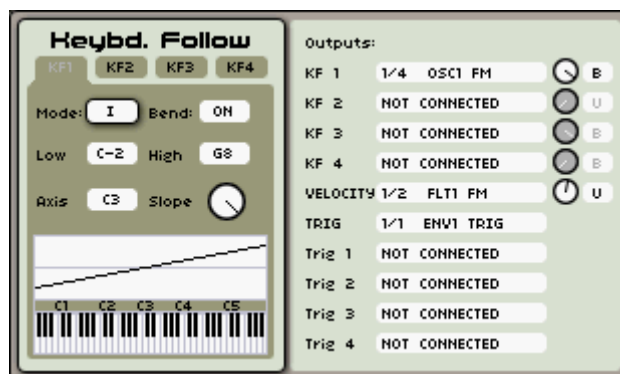 Keybd. Follow
KF1 KF2 KF3 KF4
Mode: I Bend: ON
Low C-2 High G8
Axis C3 Slope
C1 C2 C3 C4 C5
Outputs:
KF 1 1/4 OSC1 FM B
KF 2 NOT CONNECTED U
KF 3 NOT CONNECTED B
KF 4 NOT CONNECTED B
VELOCITY 1/2 FLT1 FM U
TRIG 1/1 ENV1 TRIG
Trig 1 NOT CONNECTED
Trig 2 NOT CONNECTED
Trig 3 NOT CONNECTED
Trig 4 NOT CONNECTED